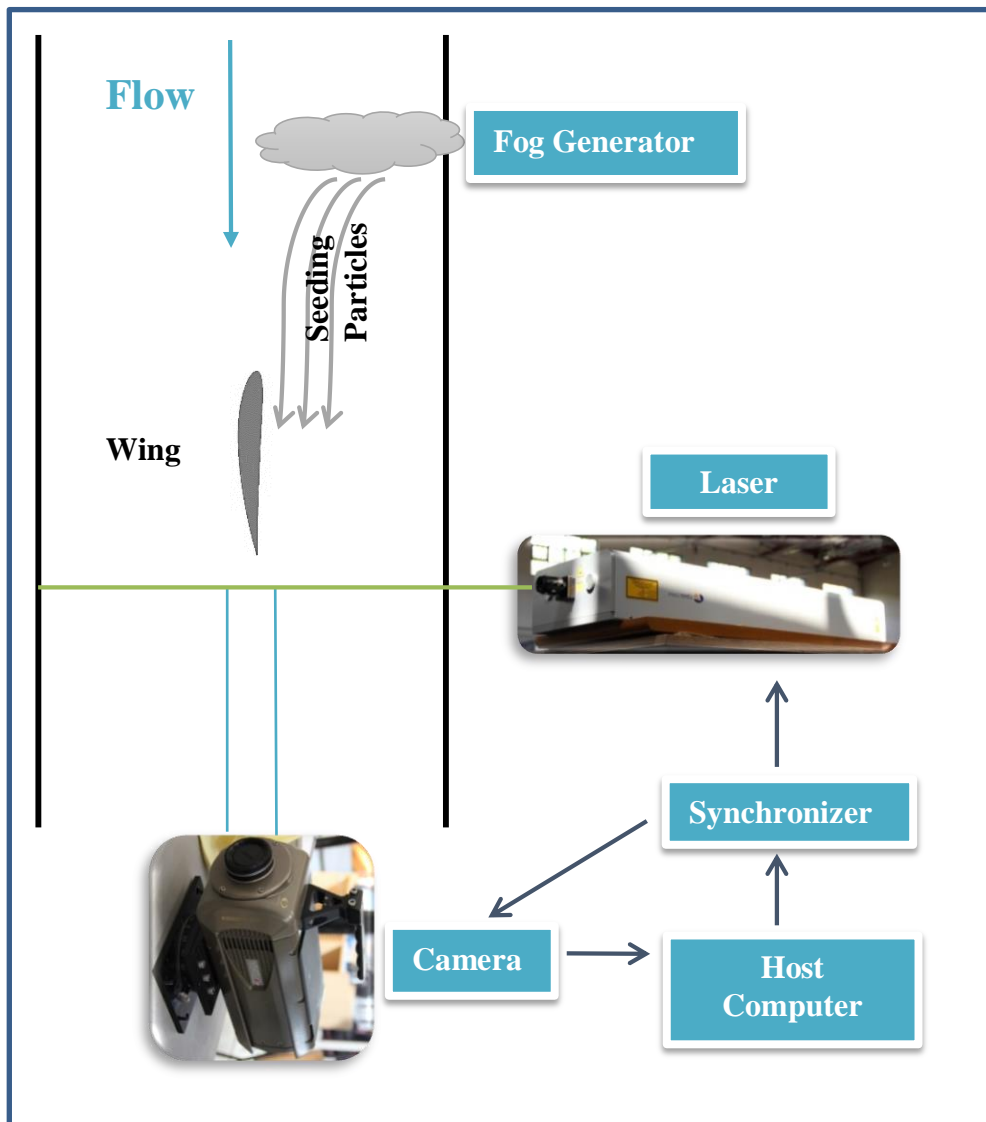 Flow
Fog Generator
Seeding
Particles
Wing
Laser
Synchronizer
Camera
Host
Computer